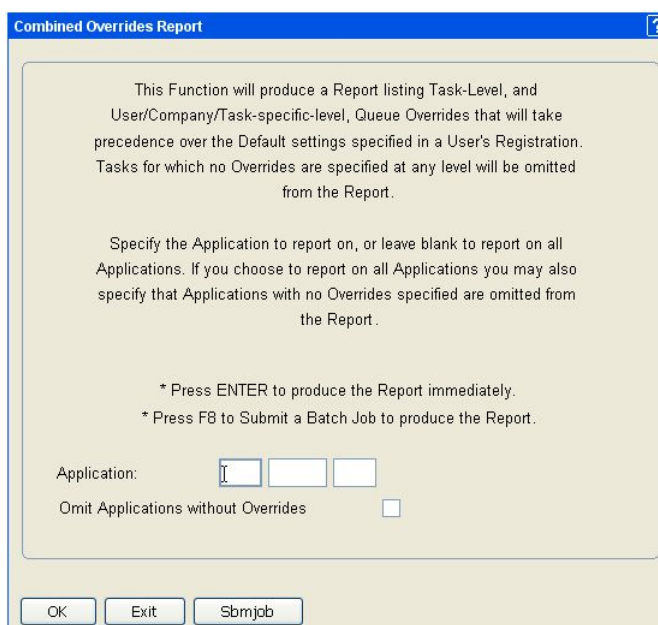 Combined Overrides Report
?
This Function will produce a Report listing Task-Level, and
User/Company/Task-specific-level, Queue Overrides that will take
precedence over the Default settings specified in a User's Registration.
Tasks for which no Overrides are specified at any level will be omitted
from the Report.
Specify the Application to report on, or leave blank to report on all
Applications. If you choose to report on all Applications you may also
specify that Applications with no Overrides specified are omitted from
the Report.
* Press ENTER to produce the Report immediately.
* Press F8 to Submit a Batch Job to produce the Report.
Application:
Omit Applications without Overrides
OK Exit Sbmjob